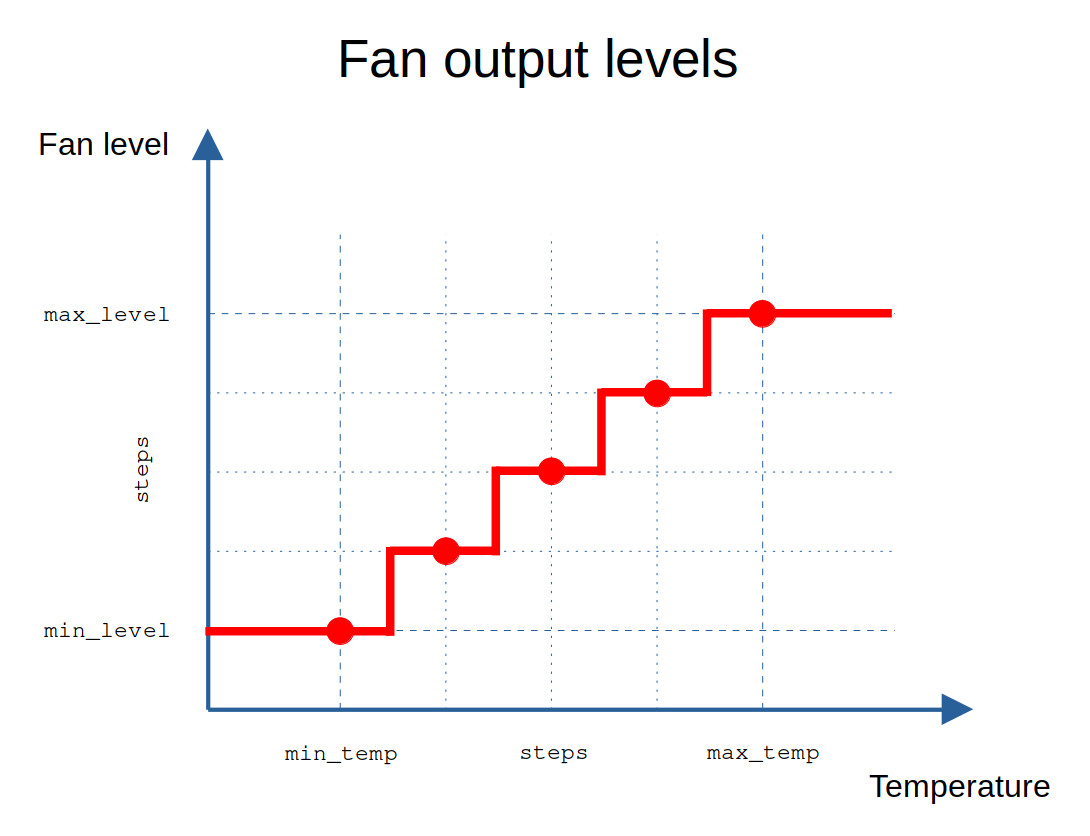 Fan output levels
Fan level
max_level
steps
min_level
min_temp steps max_temp
Temperature